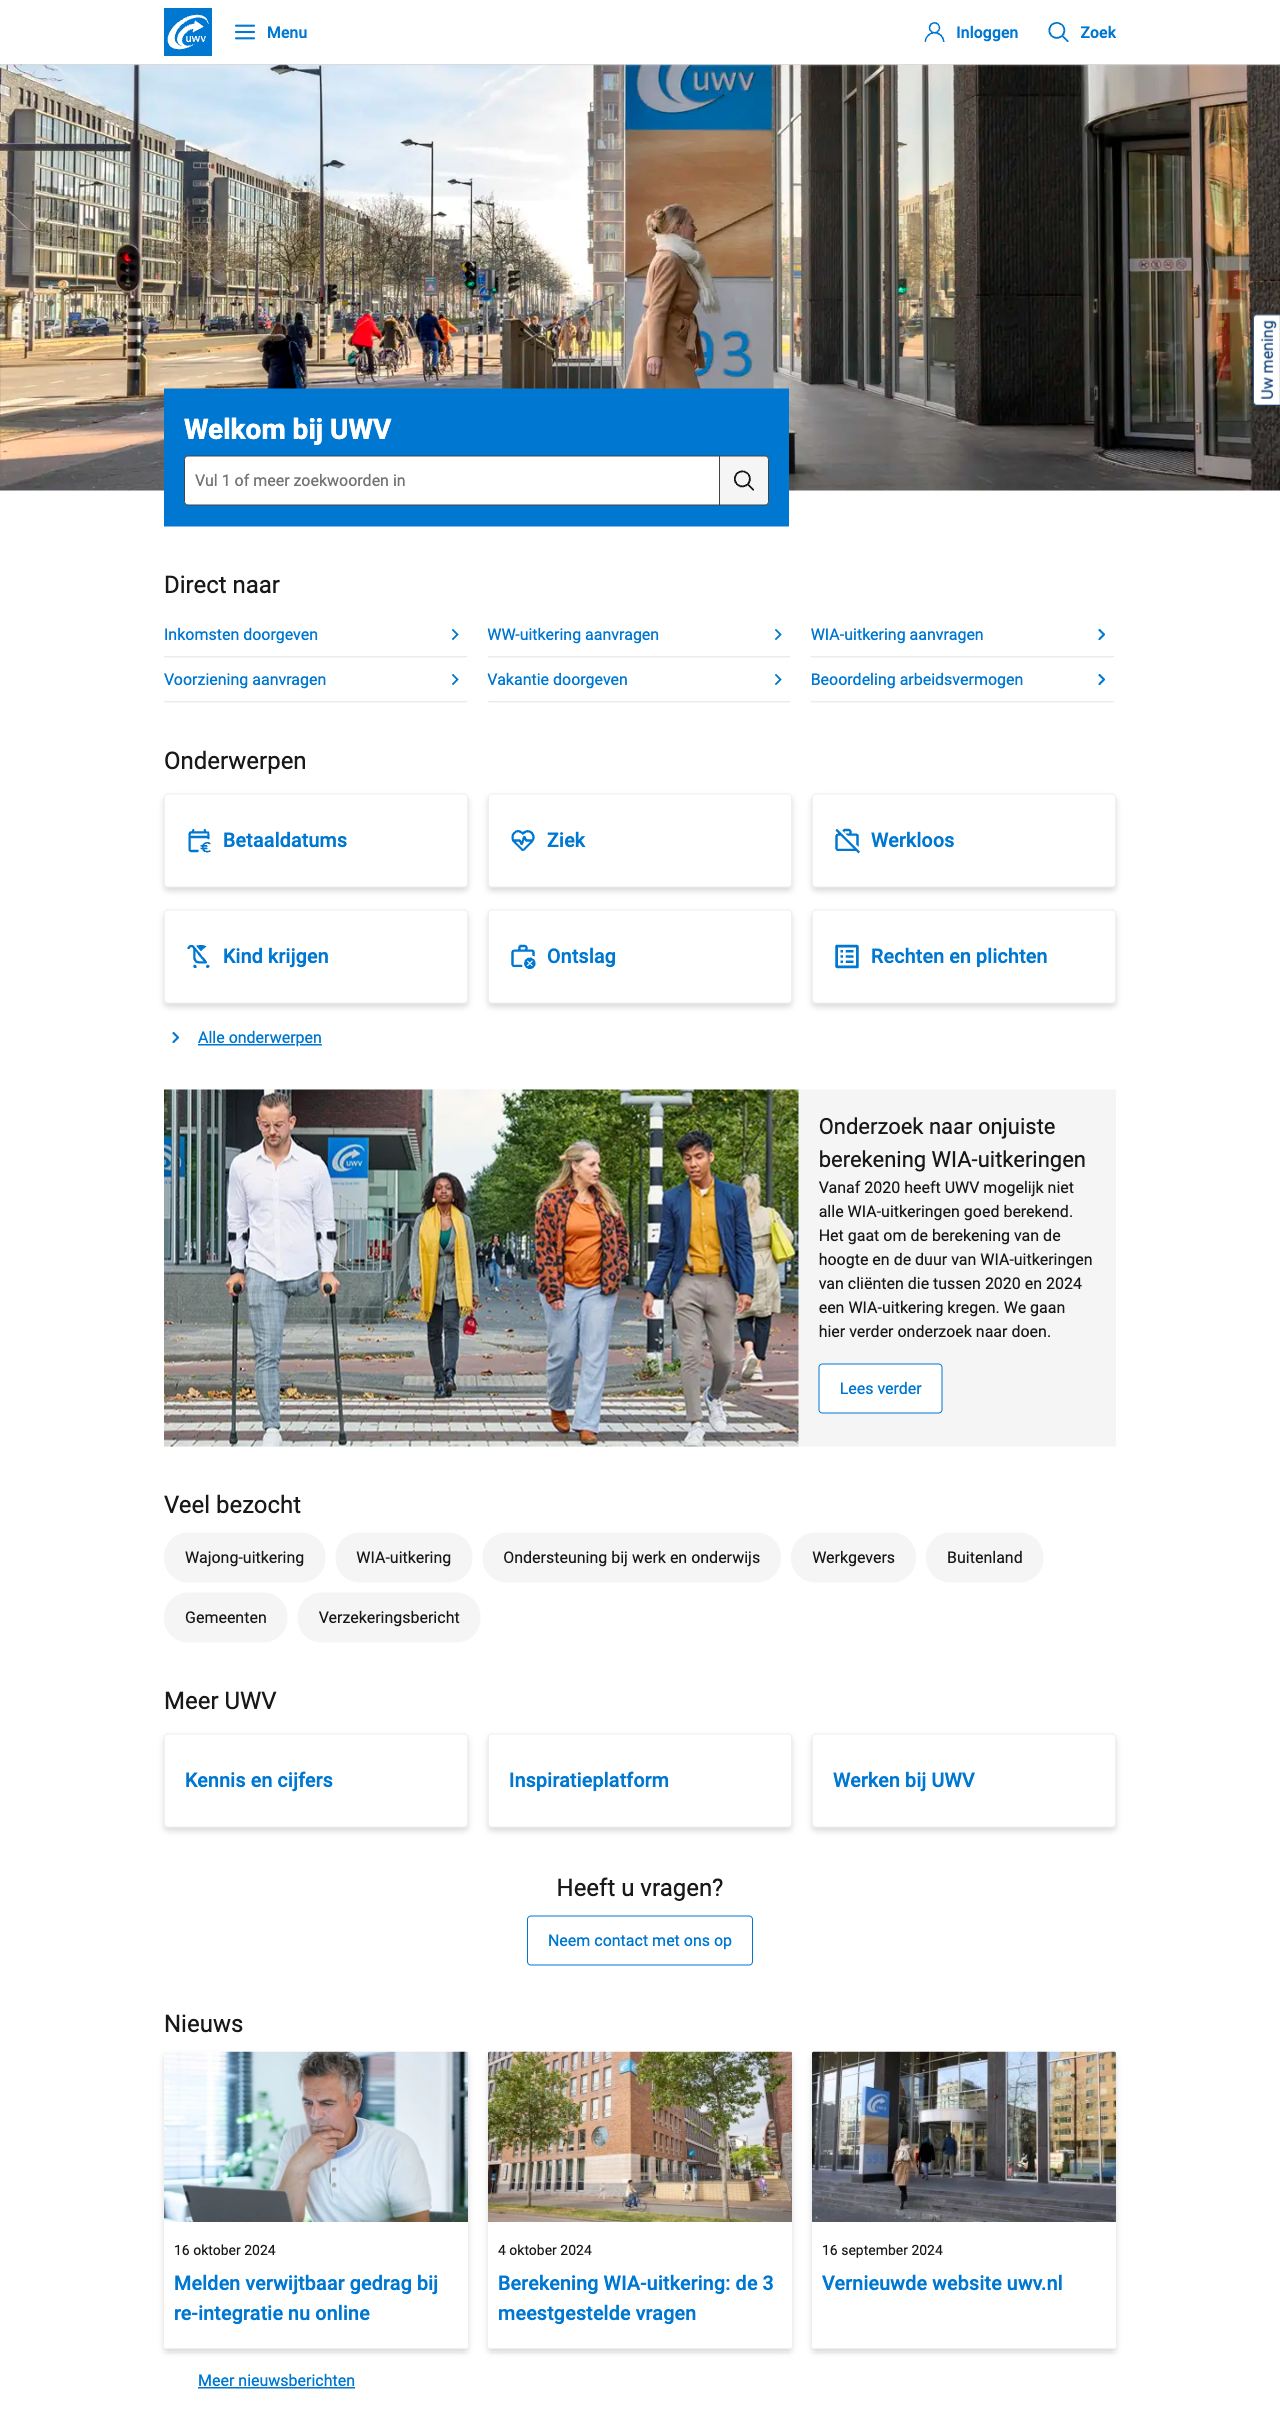 uwv
Menu
Inloggen
Zoek
uwv
93
Uw mening
Welkom bij UWV
Vul 1 of meer zoekwoorden in
Direct naar
Inkomsten doorgeven
WW-uitkering aanvragen
WIA-uitkering aanvragen
Voorziening aanvragen
Vakantie doorgeven
Beoordeling arbeidsvermogen
Onderwerpen
Betaaldatums
Ziek
Werkloos
Kind krijgen
Ontslag
Rechten en plichten
Alle onderwerpen
uwv
Onderzoek naar onjuiste
berekening WIA-uitkeringen
Vanaf 2020 heeft UWV mogelijk niet
alle WIA-uitkeringen goed berekend.
Het gaat om de berekening van de
hoogte en de duur van WIA-uitkeringen
van cliënten die tussen 2020 en 2024
een WIA-uitkering kregen. We gaan
hier verder onderzoek naar doen.
Lees verder
Veel bezocht
Wajong-uitkering
WIA-uitkering
Ondersteuning bij werk en onderwijs
Werkgevers
Buitenland
Gemeenten
Verzekeringsbericht
Meer UWV
Kennis en cijfers
Inspiratieplatform
Werken bij UWV
Heeft u vragen?
Neem contact met ons op
Nieuws
16 oktober 2024
Melden verwijtbaar gedrag bij
re-integratie nu online
4 oktober 2024
Berekening WIA-uitkering: de 3
meestgestelde vragen
16 september 2024
Vernieuwde website uwv.nl
Meer nieuwsberichten